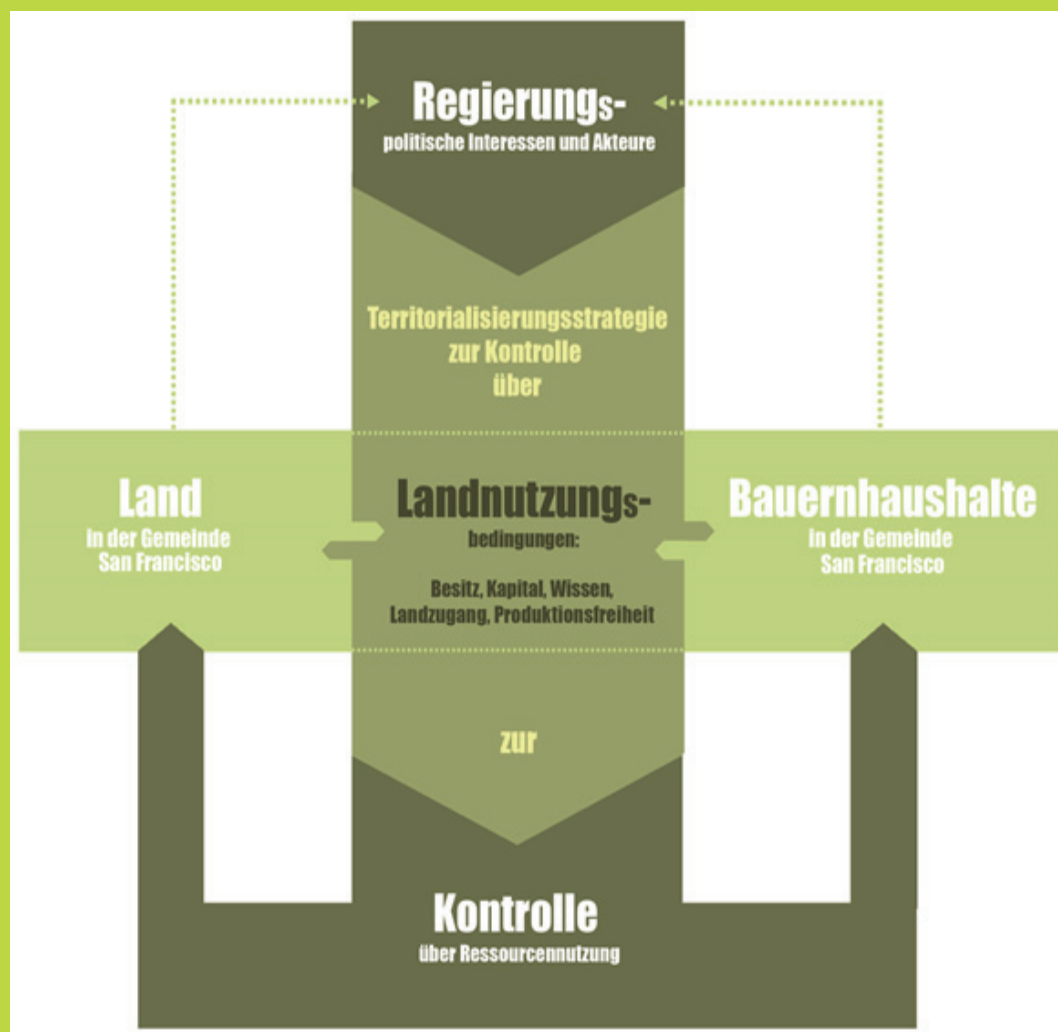 Regierungs-
politische Interessen und Akteure
Territorialisierungsstrategie
zur Kontrolle
über
Land
in der Gemeinde
San Francisco
Landnutzungs-
bedingungen:
Besitz, Kapital, Wissen,
Landzugang, Produktionsfreiheit
Bauernhaushalte
in der Gemeinde
San Francisco
zur
Kontrolle
über Ressourcennutzung